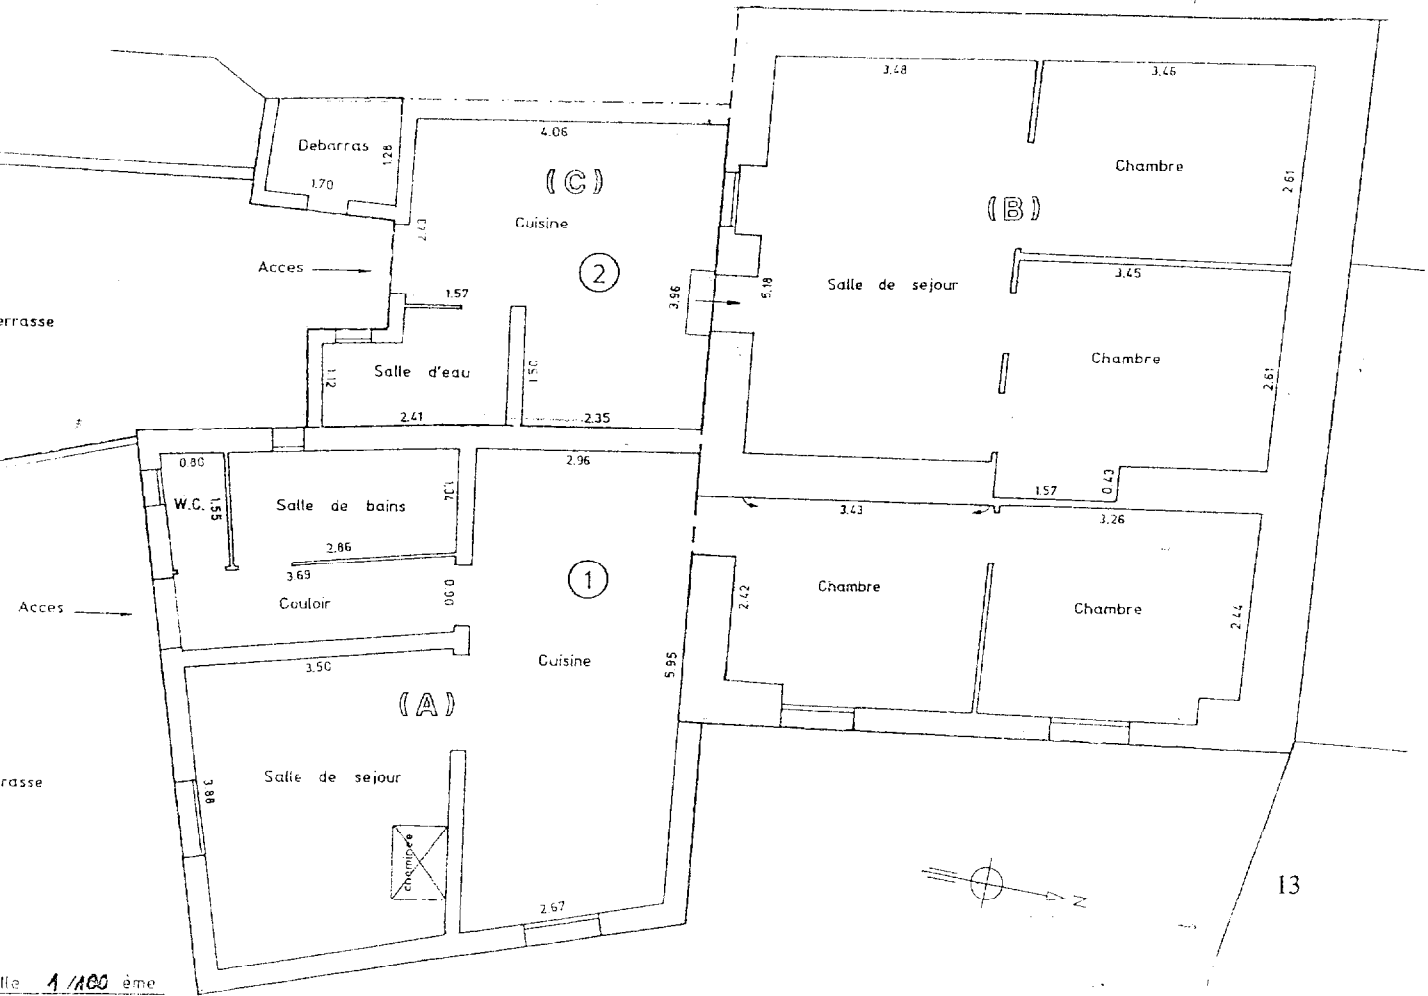 3.48
3.46
Debarras
1.28
1.70
4.06
(C)
Cuisine
2.43
Acces
2
1.57
3.96
5.18
Salle d'eau
1.12
1.50
2.41
2.35
Chambre
2.61
(B)
Salle de sejour
3.45
Chambre
2.61
1.57
0.43
errasse
0.80
W.C.
1.55
Salle de bains
2.86
2.96
3.69
Couloir
0.90
1
Acces
Cuisine
3.50
5.95
(A)
3.43
3.26
Chambre
2.42
Chambre
2.44
rasse
3.88
Salle de sejour
cheminee
2.67
N
13
lle 1/100 ème